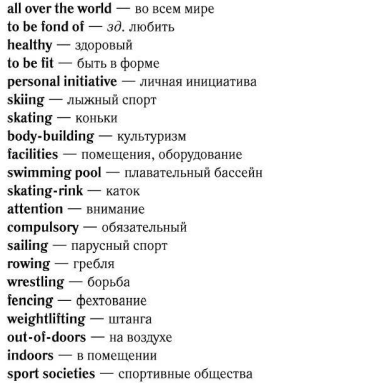 all over the world — во всем мире
to be fond of — зд. любить
healthy — здоровый
to be fit — быть в форме
personal initiative — личная инициатива
skiing — лыжный спорт
skating — коньки
body-building — культуризм
facilities — помещения, оборудование
swimming pool — плавательный бассейн
skating-rink — каток
attention — внимание
compulsory — обязательный
sailing — парусный спорт
rowing — гребля
wrestling — борьба
fencing — фехтование
weightlifting — штанга
out-of-doors — на воздухе
indoors — в помещении
sport societies — спортивные общества